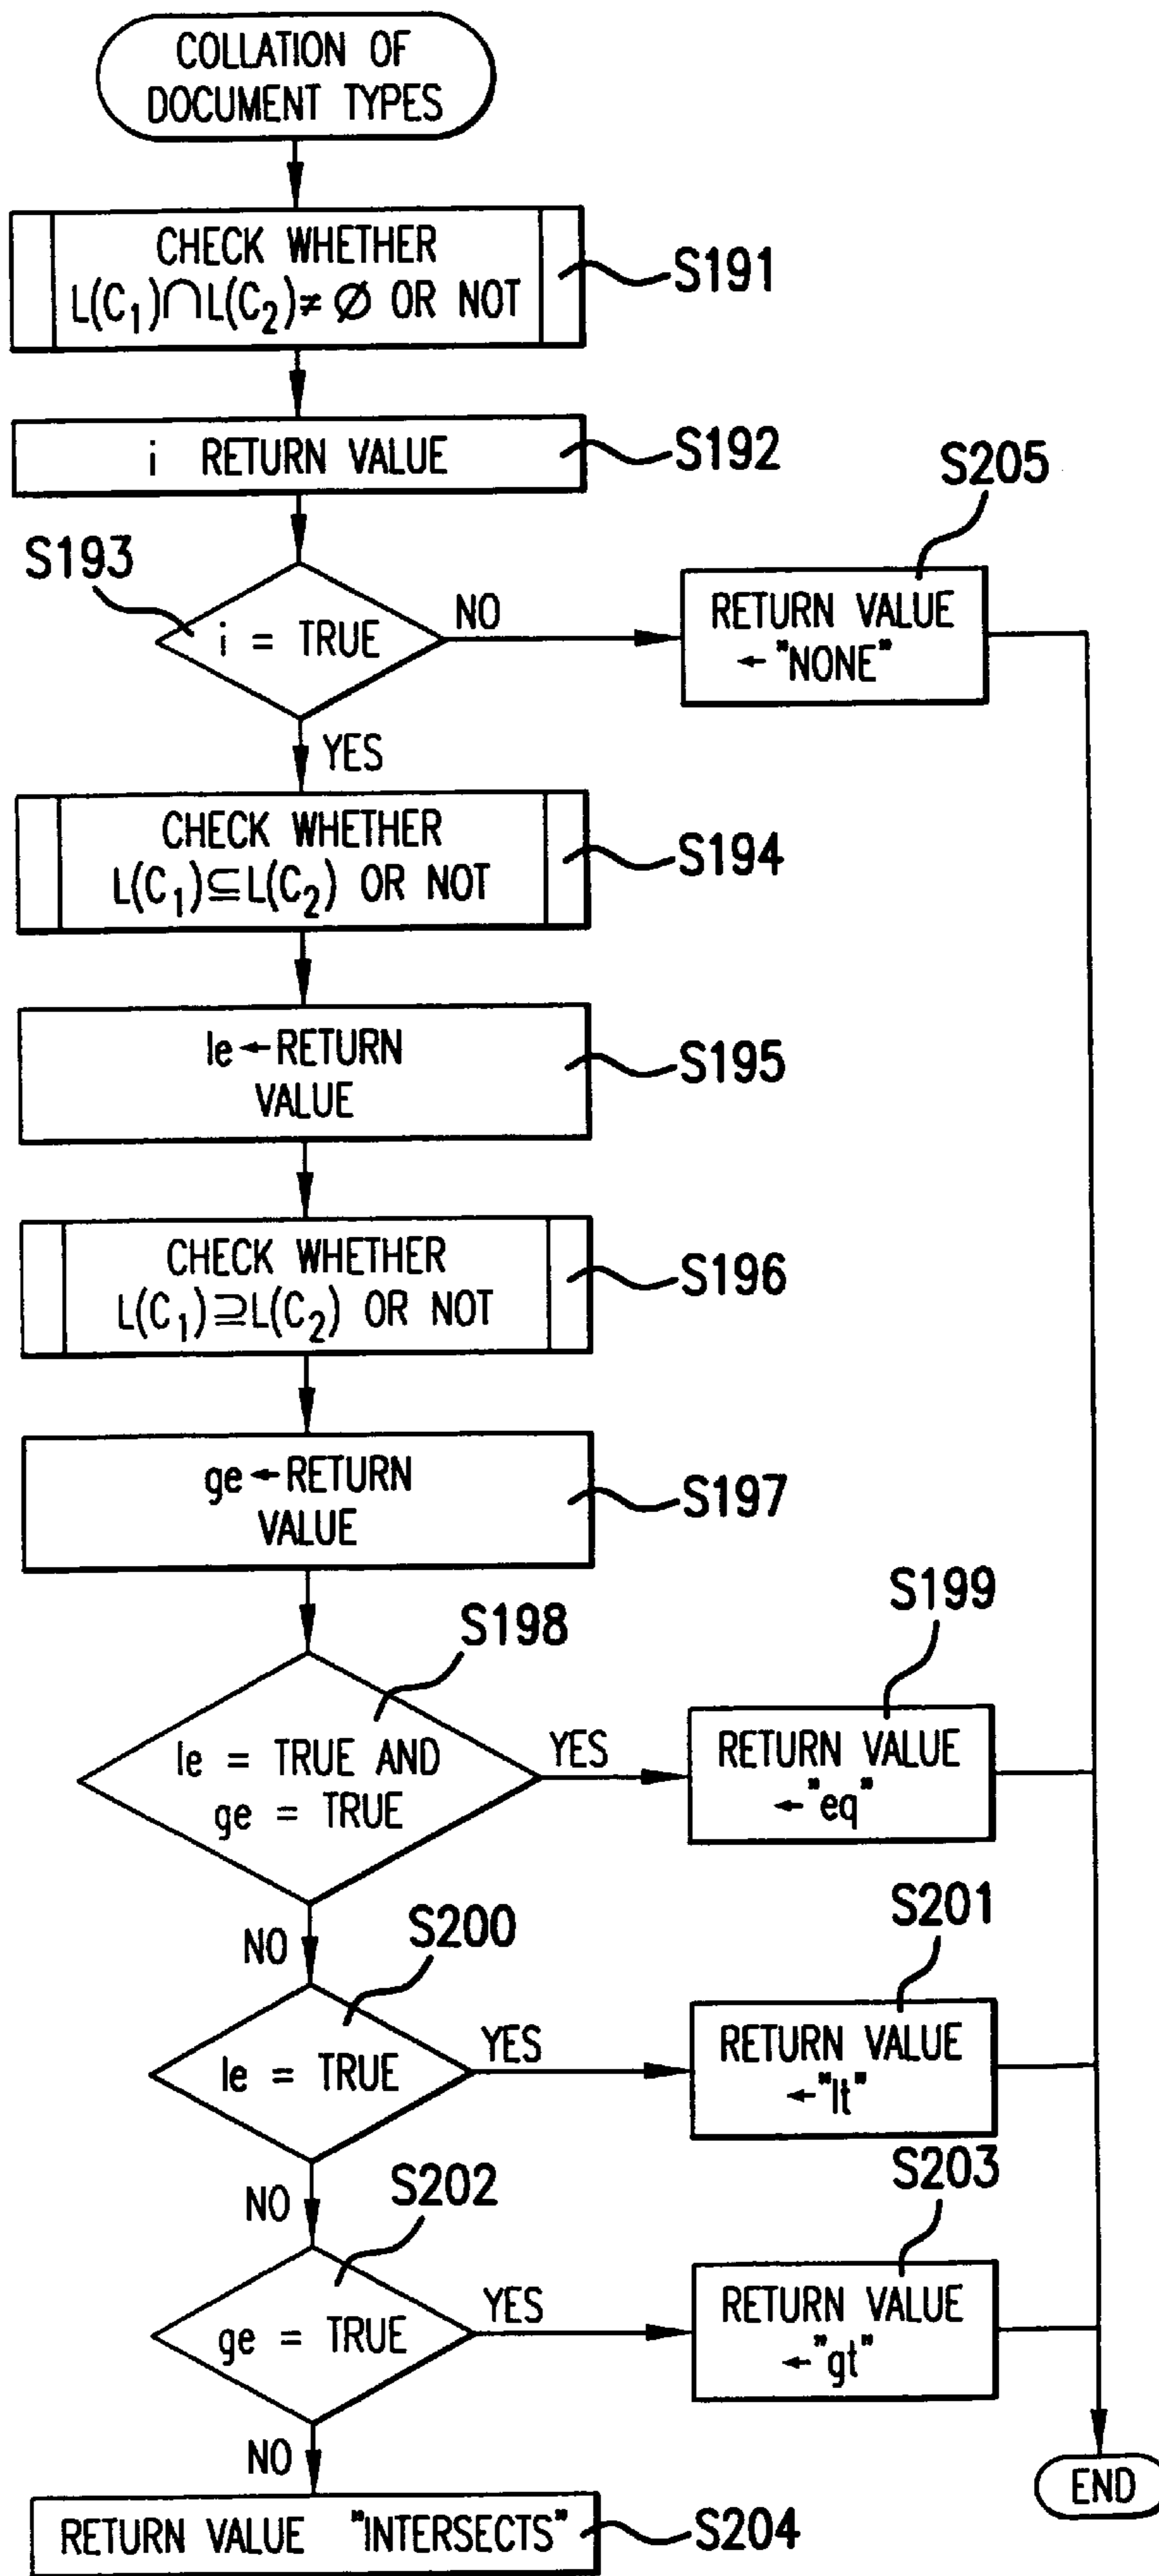 COLLATION OF
DOCUMENT TYPES
CHECK WHETHER
L(C₁)∩L(C₂)≠∅ OR NOT
S191
i RETURN VALUE
S192
S193
i = TRUE
NO
S205
RETURN VALUE
←"NONE"
YES
CHECK WHETHER
L(C₁)⊆L(C₂) OR NOT
S194
le←RETURN
VALUE
S195
CHECK WHETHER
L(C₁)⊇L(C₂) OR NOT
S196
ge←RETURN
VALUE
S197
S198
le = TRUE AND
ge = TRUE
YES
S199
RETURN VALUE
←"eq"
NO
S200
le = TRUE
YES
S201
RETURN VALUE
←"lt"
NO
S202
ge = TRUE
YES
S203
RETURN VALUE
←"gt"
NO
RETURN VALUE "INTERSECTS"
S204
END